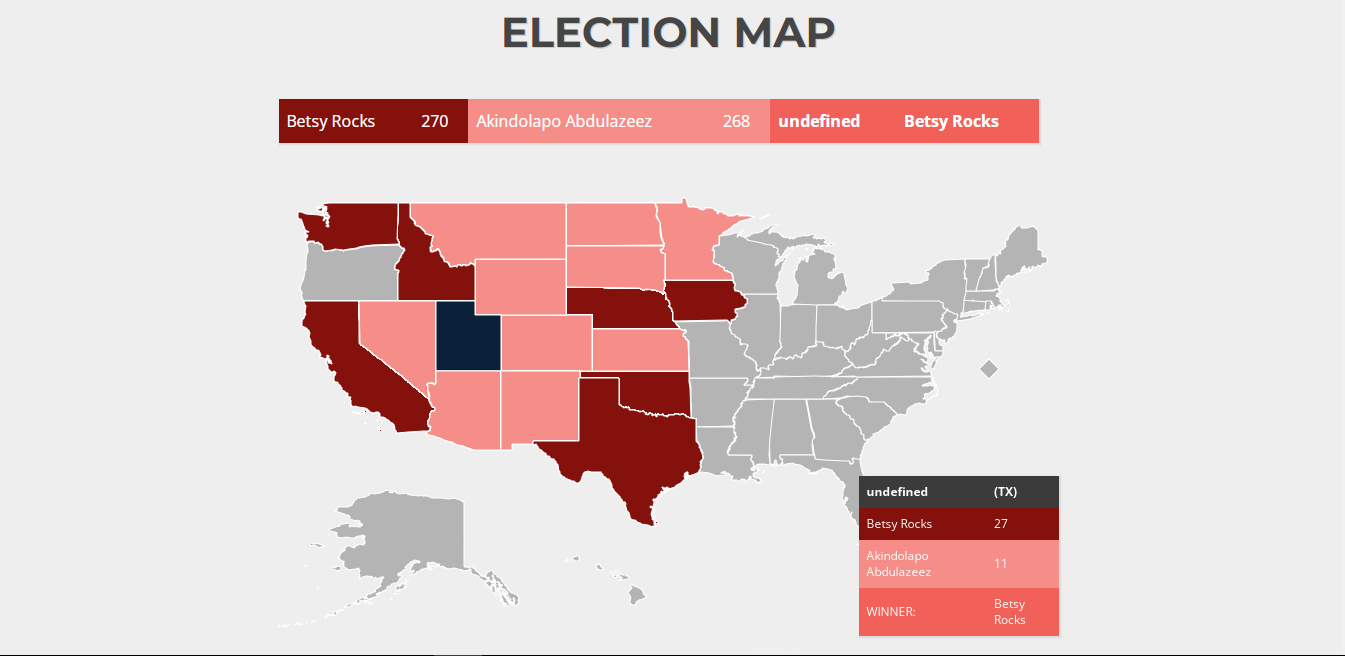 ELECTION MAP
Betsy Rocks 270 Akindolapo Abdulazeez 268 undefined Betsy Rocks
undefined (TX)
Betsy Rocks 27
Akindolapo
Abdulazeez 11
WINNER: Betsy
Rocks